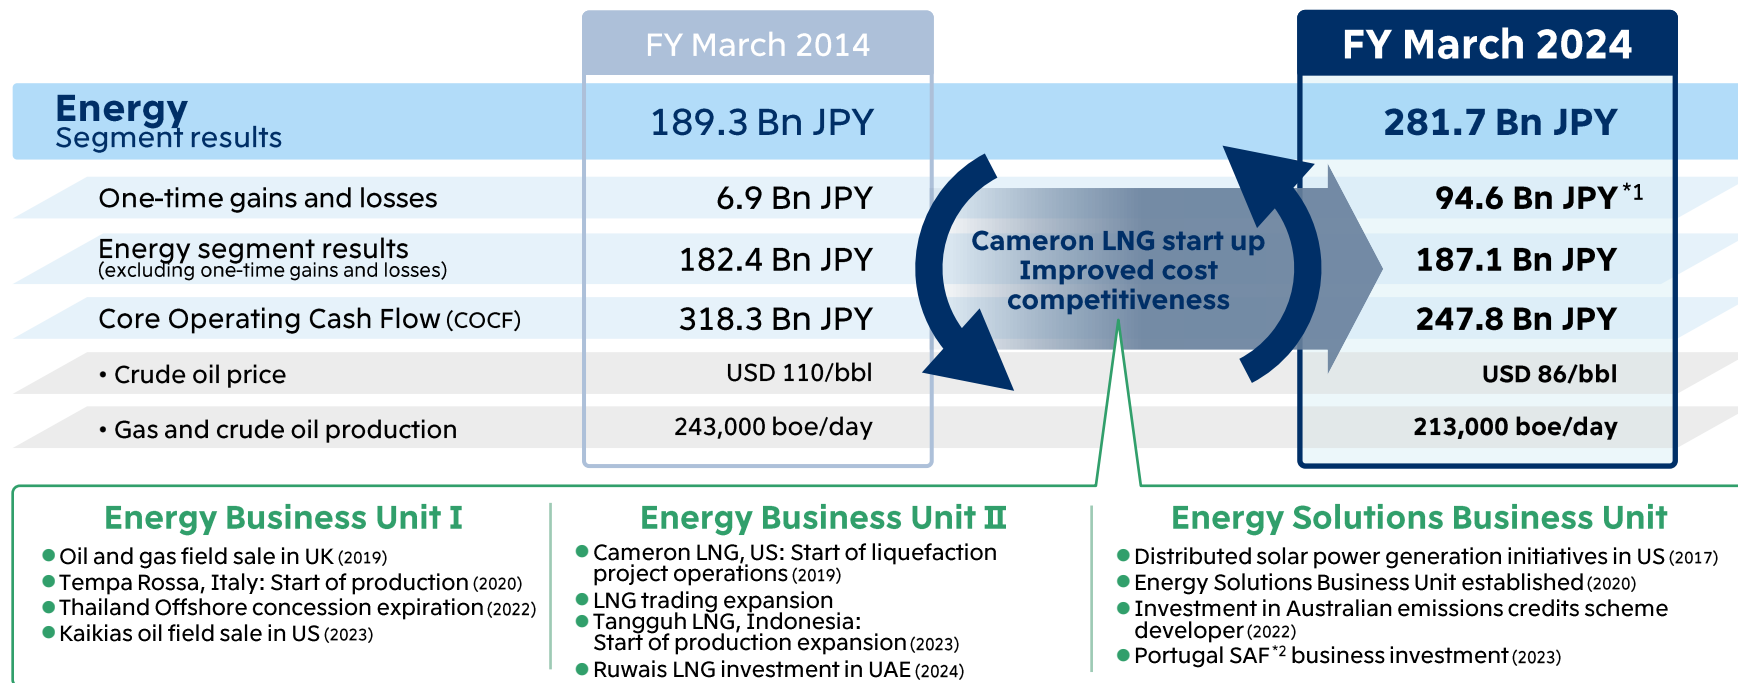 FY March 2014
FY March 2024
Energy
Segment results
189.3 Bn JPY
281.7 Bn JPY
One-time gains and losses
6.9 Bn JPY
94.6 Bn JPY*1
Energy segment results
(excluding one-time gains and losses)
182.4 Bn JPY
187.1 Bn JPY
Core Operating Cash Flow (COCF)
318.3 Bn JPY
247.8 Bn JPY
• Crude oil price
USD 110/bbl
USD 86/bbl
• Gas and crude oil production
243,000 boe/day
213,000 boe/day
Cameron LNG start up
Improved cost
competitiveness
Energy Business Unit I
● Oil and gas field sale in UK (2019)
● Tempa Rossa, Italy: Start of production (2020)
● Thailand Offshore concession expiration (2022)
● Kaikias oil field sale in US (2023)
Energy Business Unit II
● Cameron LNG, US: Start of liquefaction
project operations (2019)
● LNG trading expansion
● Tangguh LNG, Indonesia:
Start of production expansion (2023)
● Ruwais LNG investment in UAE (2024)
Energy Solutions Business Unit
● Distributed solar power generation initiatives in US (2017)
● Energy Solutions Business Unit established (2020)
● Investment in Australian emissions credits scheme
developer (2022)
● Portugal SAF*2 business investment (2023)